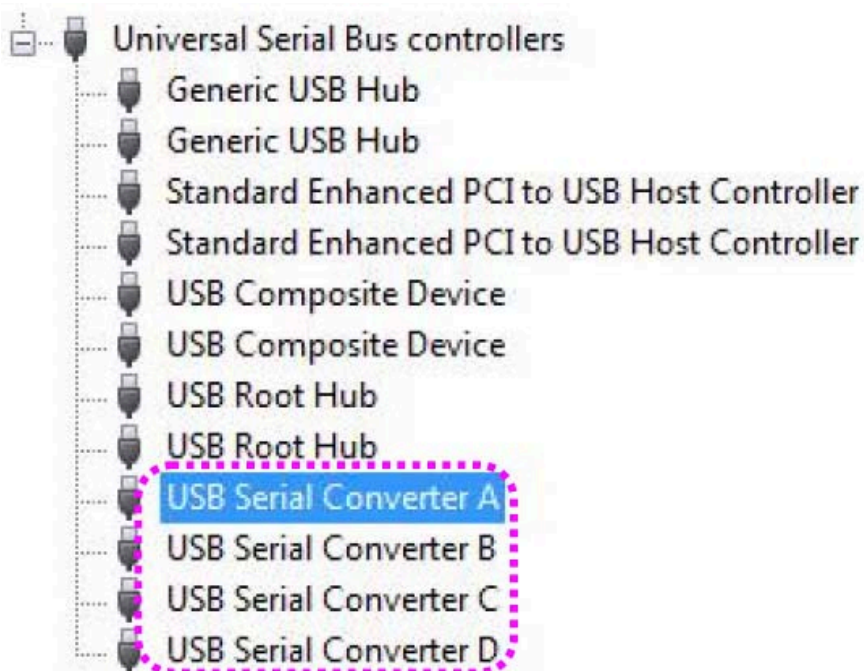 Universal Serial Bus controllers
Generic USB Hub
Generic USB Hub
Standard Enhanced PCI to USB Host Controller
Standard Enhanced PCI to USB Host Controller
USB Composite Device
USB Composite Device
USB Root Hub
USB Root Hub
USB Serial Converter A
USB Serial Converter B
USB Serial Converter C
USB Serial Converter D